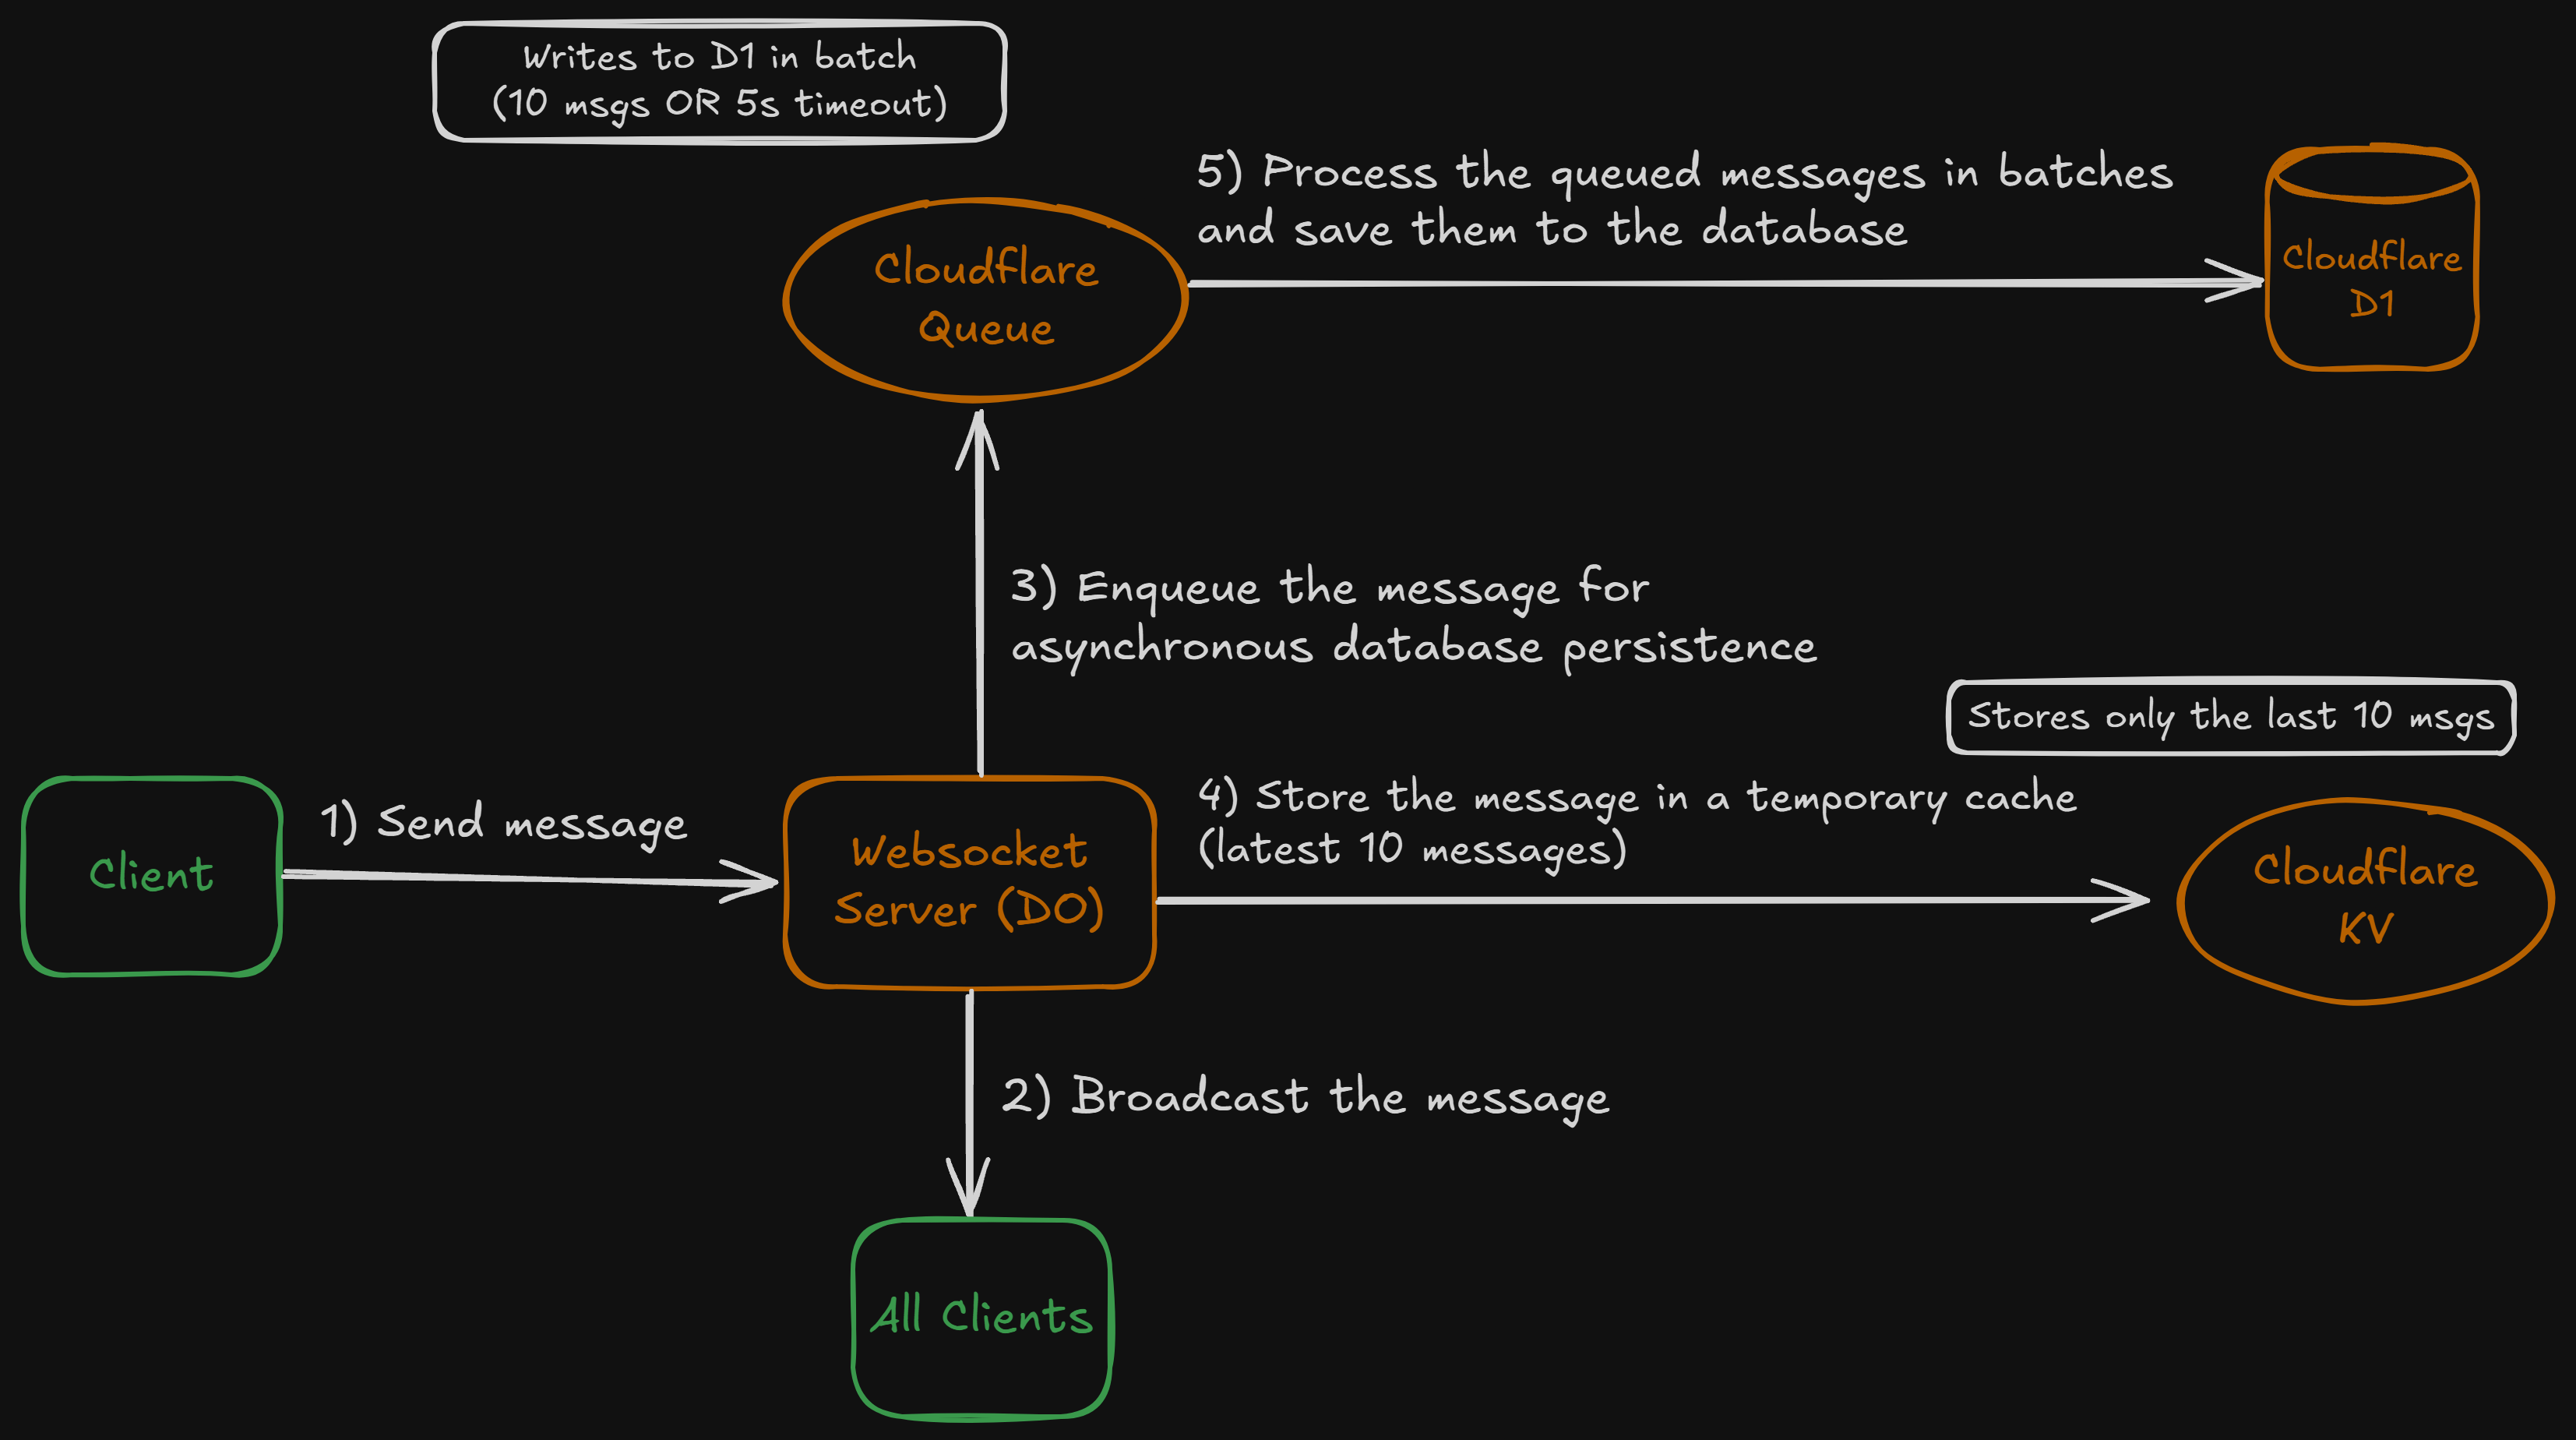 Writes to D1 in batch
(10 msgs OR 5s timeout)
5) Process the queued messages in batches
and save them to the database
Cloudflare
Queue
Cloudflare
D1
3) Enqueue the message for
asynchronous database persistence
Stores only the last 10 msgs
1) Send message
4) Store the message in a temporary cache
(latest 10 messages)
Client
Websocket
Server (DO)
Cloudflare
KV
2) Broadcast the message
All Clients